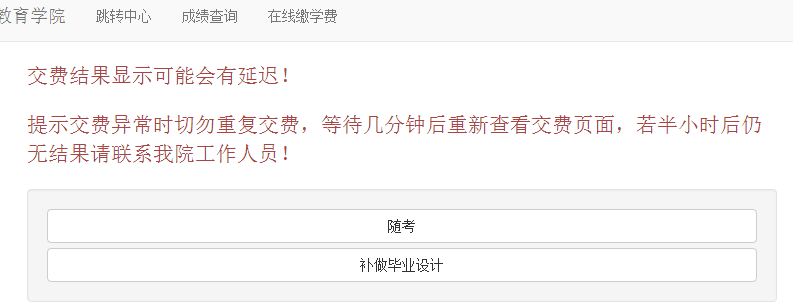 教育学院 跳转中心 成绩查询 在线缴学费
交费结果显示可能会有延迟！
提示交费异常时切勿重复交费，等待几分钟后重新查看交费页面，若半小时后仍
无结果请联系我院工作人员！
随考
补做毕业设计